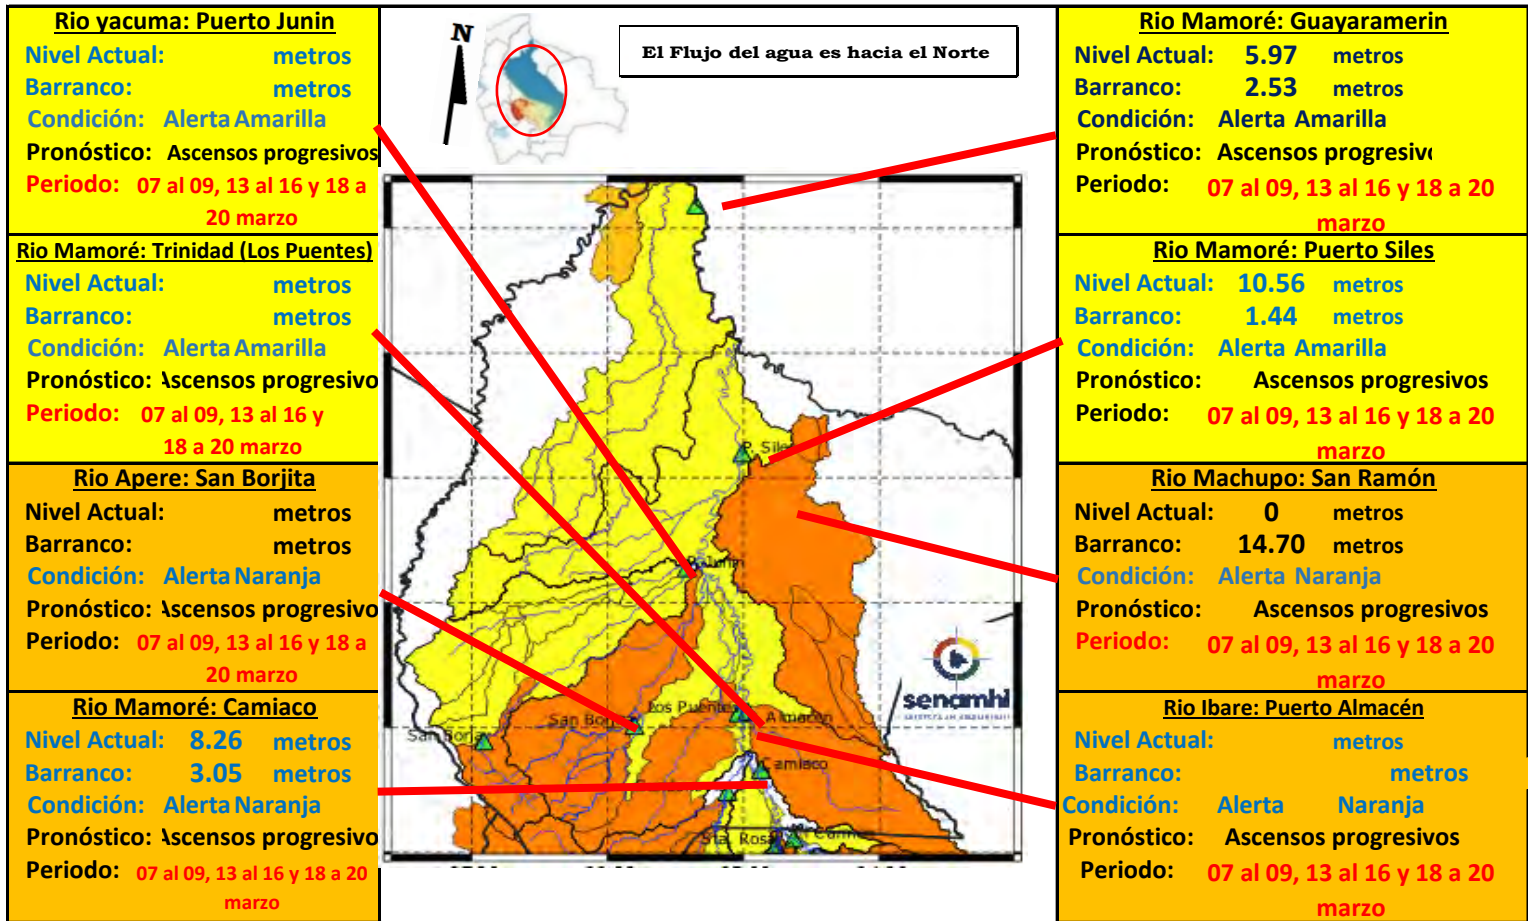 Rio yacuma: Puerto Junin
Nivel Actual: metros
Barranco: metros
Condición: Alerta Amarilla
Pronóstico: Ascensos progresivos
Periodo: 07 al 09, 13 al 16 y 18 a
20 marzo
Rio Mamoré: Trinidad (Los Puentes)
Nivel Actual: metros
Barranco: metros
Condición: Alerta Amarilla
Pronóstico: Ascensos progresivo
Periodo: 07 al 09, 13 al 16 y
18 a 20 marzo
Rio Apere: San Borjita
Nivel Actual: metros
Barranco: metros
Condición: Alerta Naranja
Pronóstico: Ascensos progresivo
Periodo: 07 al 09, 13 al 16 y 18 a
20 marzo
Rio Mamoré: Camiaco
Nivel Actual: 8.26 metros
Barranco: 3.05 metros
Condición: Alerta Naranja
Pronóstico: Ascensos progresivo
Periodo: 07 al 09, 13 al 16 y 18 a 20
marzo
N
El Flujo del agua es hacia el Norte
P. Siles
P. Junin
Los Puentes
San Borjita
Almacén
San Borja
Camiaco
Sta. Rosa
senamhi
Rio Mamoré: Guayaramerin
Nivel Actual: 5.97 metros
Barranco: 2.53 metros
Condición: Alerta Amarilla
Pronóstico: Ascensos progresiv
Periodo: 07 al 09, 13 al 16 y 18 a 20
marzo
Rio Mamoré: Puerto Siles
Nivel Actual: 10.56 metros
Barranco: 1.44 metros
Condición: Alerta Amarilla
Pronóstico: Ascensos progresivos
Periodo: 07 al 09, 13 al 16 y 18 a 20
marzo
Rio Machupo: San Ramón
Nivel Actual: 0 metros
Barranco: 14.70 metros
Condición: Alerta Naranja
Pronóstico: Ascensos progresivos
Periodo: 07 al 09, 13 al 16 y 18 a 20
marzo
Rio Ibare: Puerto Almacén
Nivel Actual: metros
Barranco: metros
Condición: Alerta Naranja
Pronóstico: Ascensos progresivos
Periodo: 07 al 09, 13 al 16 y 18 a 20
marzo